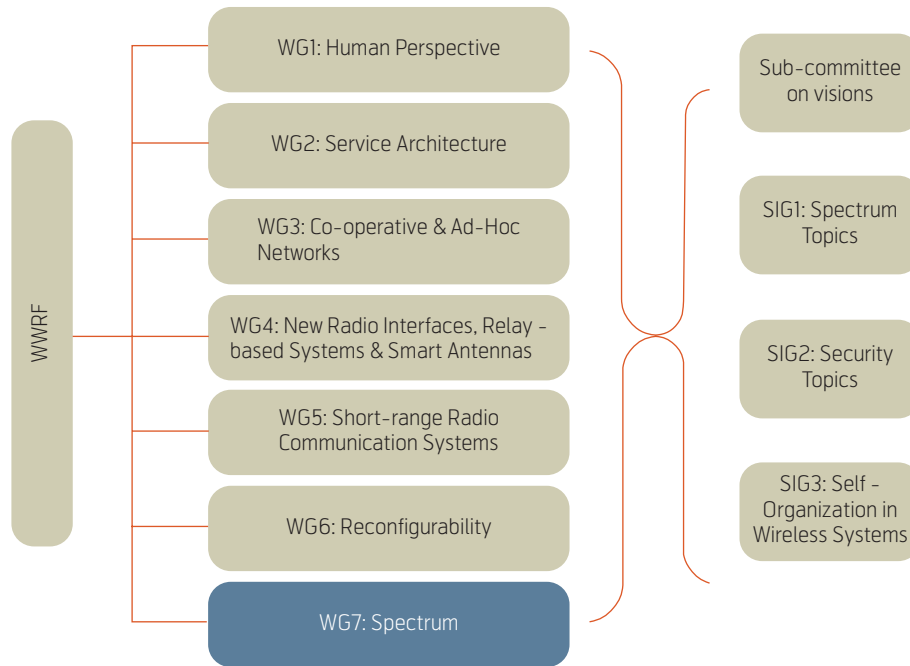 WWRF
WG1: Human Perspective
WG2: Service Architecture
WG3: Co-operative & Ad-Hoc
Networks
WG4: New Radio Interfaces, Relay -
based Systems & Smart Antennas
WG5: Short-range Radio
Communication Systems
WG6: Reconfigurability
WG7: Spectrum
Sub-committee
on visions
SIG1: Spectrum
Topics
SIG2: Security
Topics
SIG3: Self -
Organization in
Wireless Systems